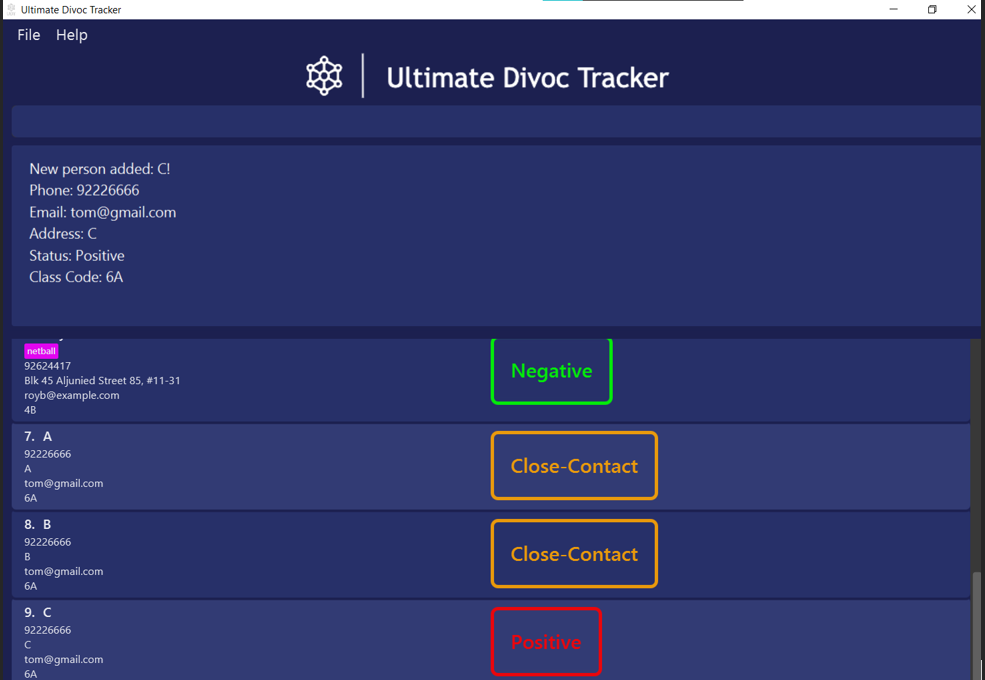 Ultimate Divoc Tracker
File Help
Ultimate Divoc Tracker
New person added: C!
Phone: 92226666
Email: tom@gmail.com
Address: C
Status: Positive
Class Code: 6A
netball
92624417
Blk 45 Aljunied Street 85, #11-31
royb@example.com
4B
Negative
7. A
92226666
A
tom@gmail.com
6A
Close-Contact
8. B
92226666
B
tom@gmail.com
6A
Close-Contact
9. C
92226666
C
tom@gmail.com
6A
Positive